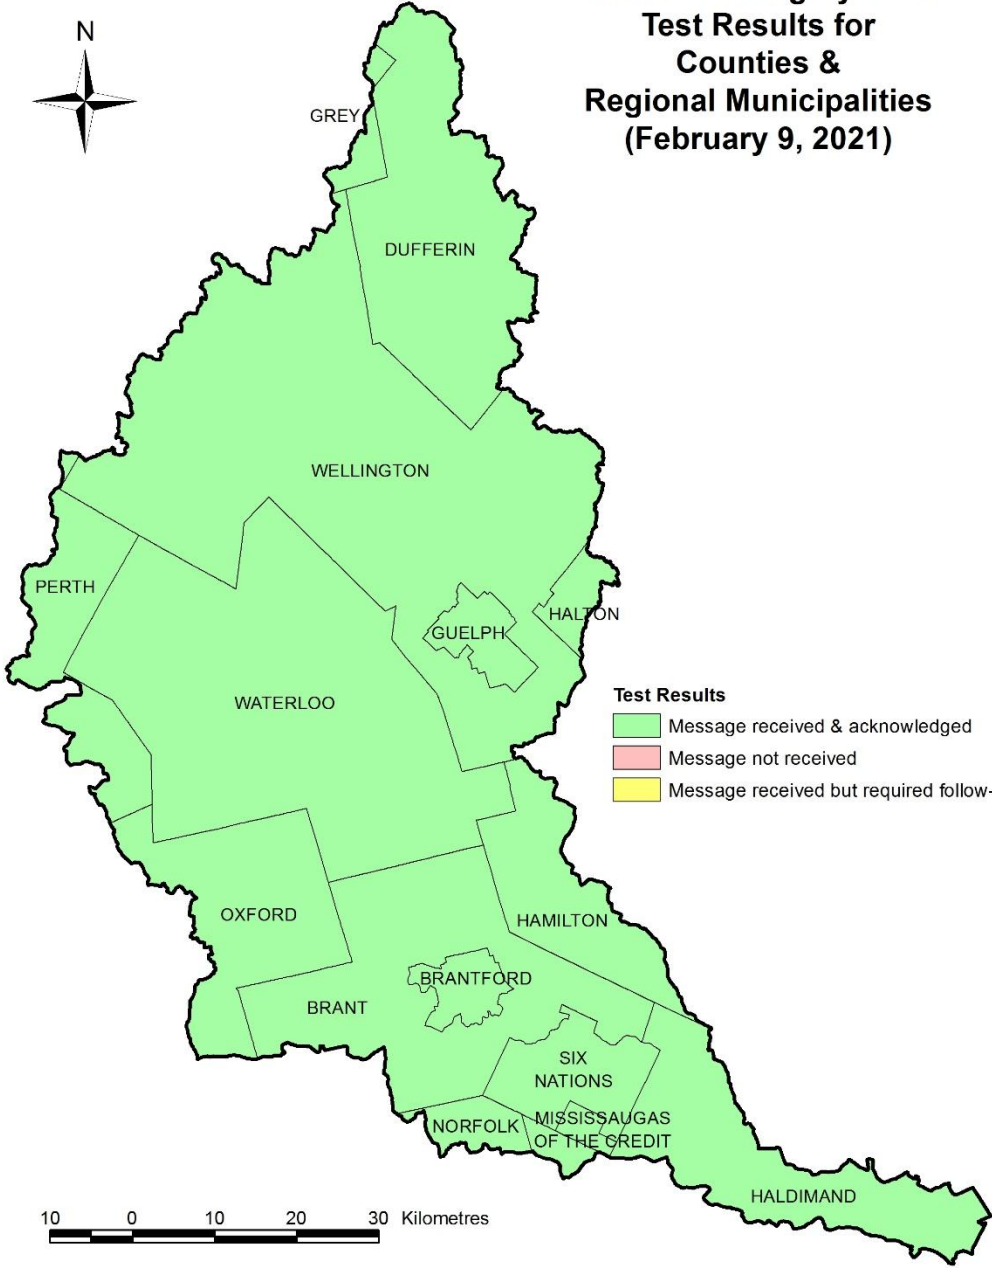 N
Test Results for
Counties &
Regional Municipalities
(February 9, 2021)
GREY
DUFFERIN
WELLINGTON
PERTH
HALTON
GUELPH
WATERLOO
Test Results
Message received & acknowledged
Message not received
Message received but required follow-
OXFORD
HAMILTON
BRANTFORD
BRANT
SIX
NATIONS
MISSISSAUGAS
OF THE CREDIT
NORFOLK
HALDIMAND
10 0 10 20 30 Kilometres